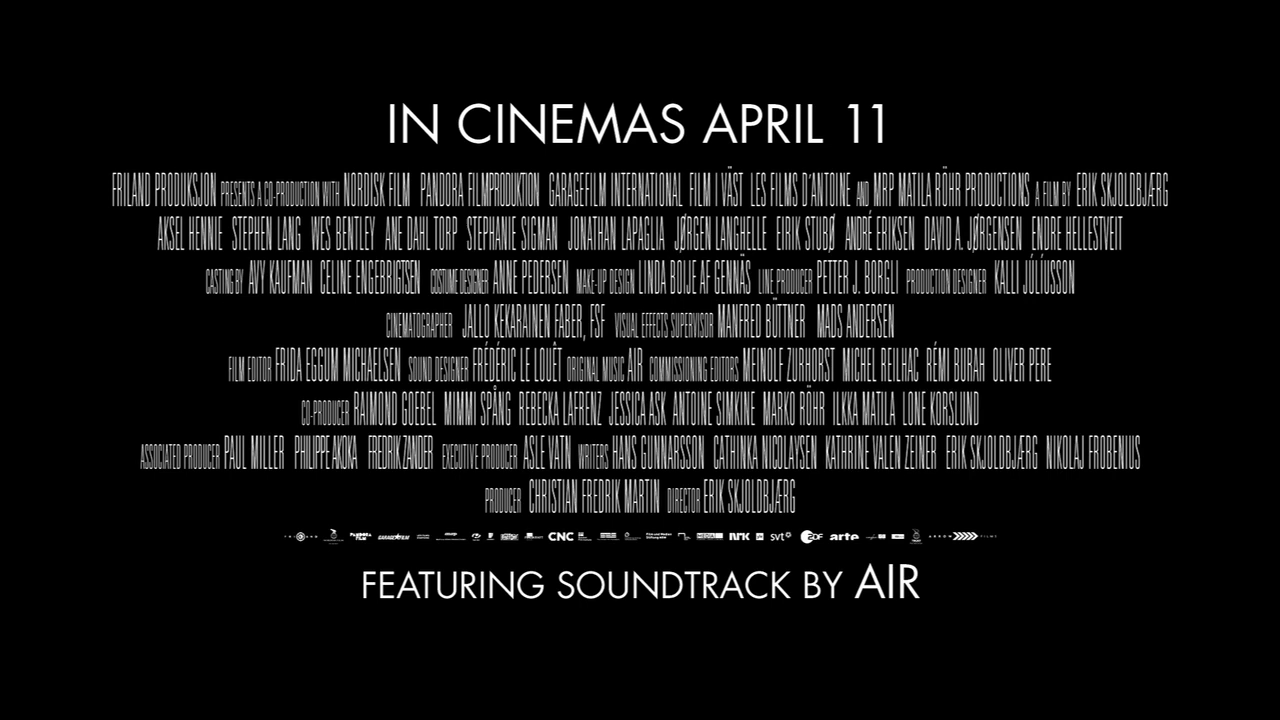 IN CINEMAS APRIL 11
FRILAND PRODUKSJON PRESENTS A CO-PRODUCTION WITH NORDISK FILM PANDORA FILMPRODUKTION GARAGEFILM INTERNATIONAL FILM I VÄST LES FILMS D'ANTOINE AND MRP MATILA RÖHR PRODUCTIONS A FILM BY ERIK SKJOLDBJÆRG
AKSEL HENNIE STEPHEN LANG WES BENTLEY ANE DAHL TORP STEPHANIE SIGMAN JONATHAN LAPAGLIA JØRGEN LANGHELLE EIRIK STUBØ ANDRÉ ERIKSEN DAVID A. JØRGENSEN ENDRE HELLESTVEIT
CASTING BY AVY KAUFMAN CELINE ENGEBRIGTSEN COSTUME DESIGNER ANNE PEDERSEN MAKE-UP DESIGN LINDA BOIJE AF GENNÄS LINE PRODUCER PETTER J. BORGLI PRODUCTION DESIGNER KALLI JÚLÍUSSON
CINEMATOGRAPHER JALLO KEKARAINEN FABER, FSF VISUAL EFFECTS SUPERVISOR MANFRED BÜTTNER MADS ANDERSEN
FILM EDITOR FRIDA EGGUM MICHAELSEN SOUND DESIGNER FRÉDÉRIC LE LOUÊT ORIGINAL MUSIC AIR COMMISSIONING EDITORS MEINOLF ZURHORST MICHEL REILHAC RÉMI BURAH OLIVER PERE
CO-PRODUCER RAIMOND GOEBEL MIMMI SPÅNG REBECKA LAFRENZ JESSICA ASK ANTOINE SIMKINE MARKO RÖHR ILKKA MATILA LONE KORSLUND
ASSOCIATED PRODUCER PAUL MILLER PHILIPPE AKOKA FREDRIK ZANDER EXECUTIVE PRODUCER ASLE VATN WRITERS HANS GUNNARSSON CATHINKA NICOLAYSEN KATHRINE VALEN ZEINER ERIK SKJOLDBJÆRG NIKOLAJ FROBENIUS
PRODUCER CHRISTIAN FREDRIK MARTIN DIRECTOR ERIK SKJOLDBJÆRG
PANDORA FILM GARAGEFILM CNC NRK svt ZDF arte ARROW FILMS
FEATURING SOUNDTRACK BY AIR